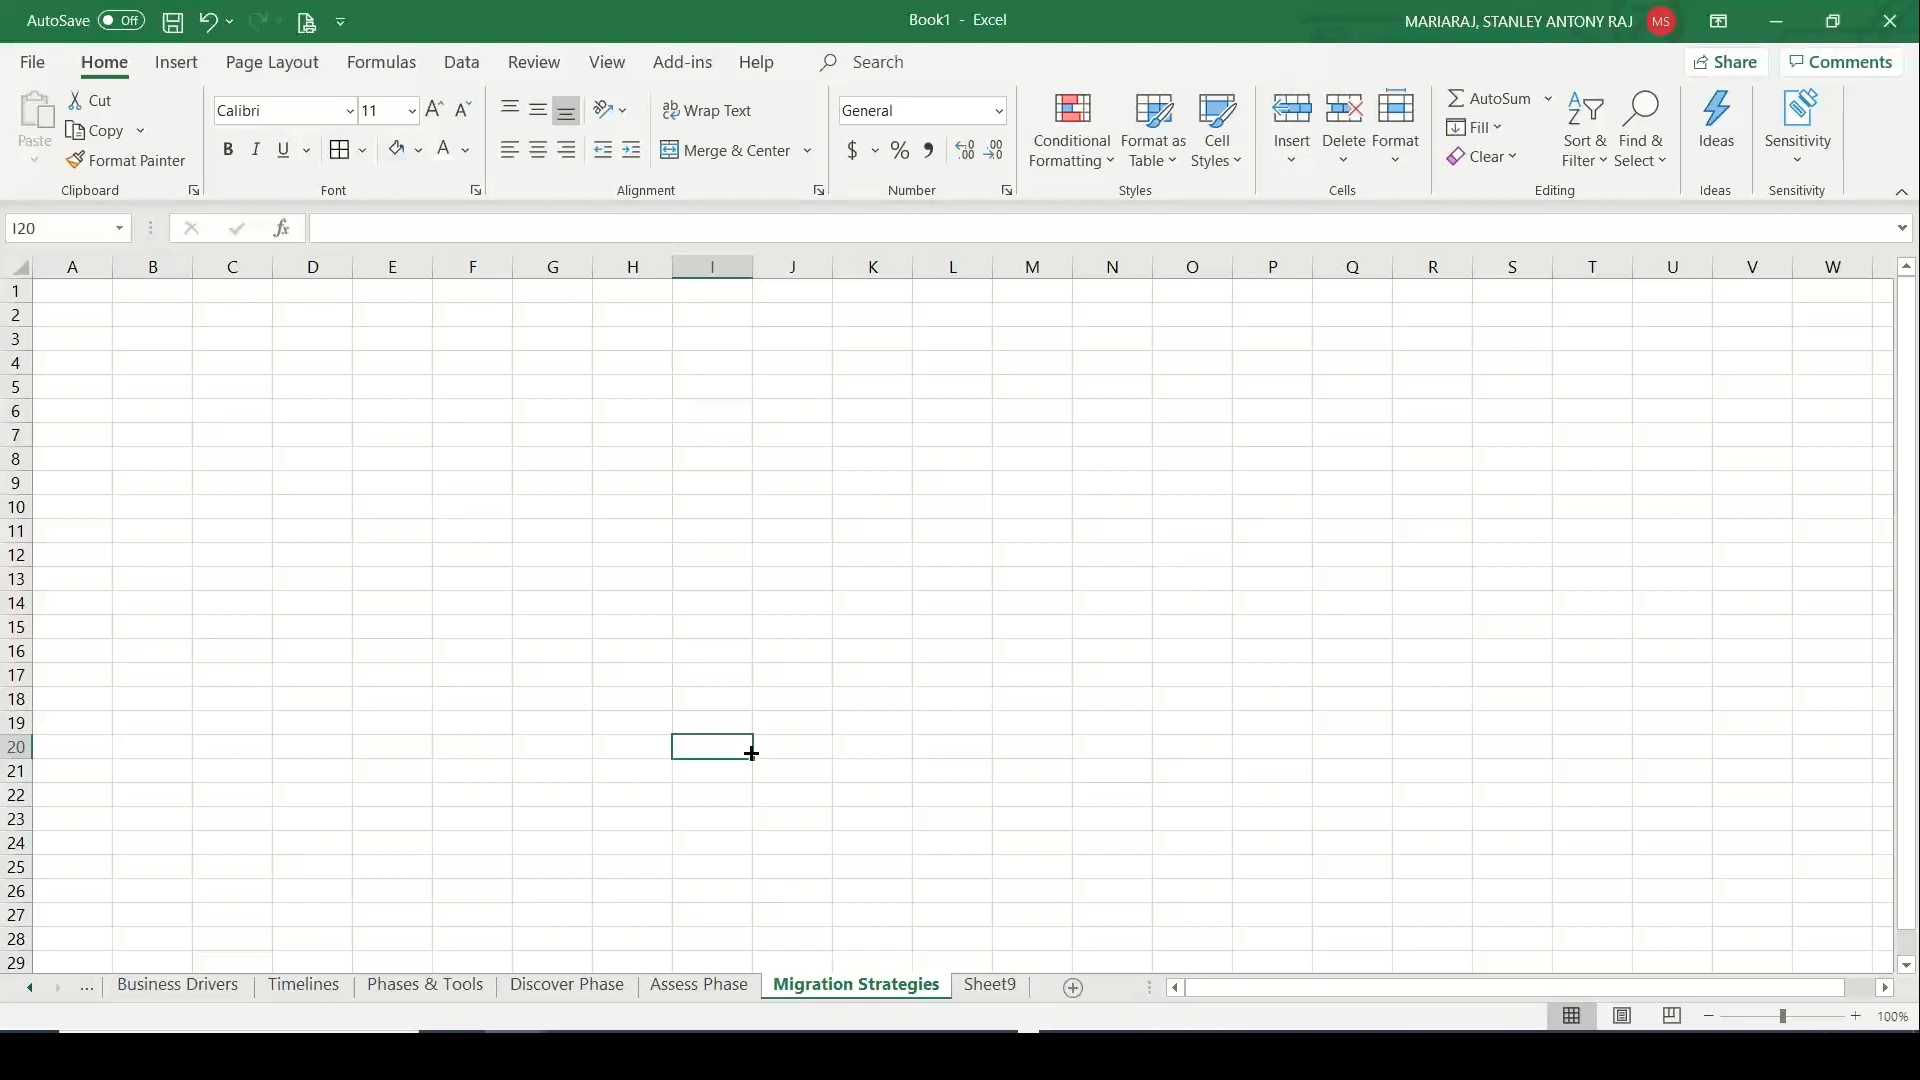 AutoSave Off Book1 - Excel MARIARAJ, STANLEY ANTONY RAJ MS
File Home Insert Page Layout Formulas Data Review View Add-ins Help Search Share Comments
Paste Cut Copy Format Painter Clipboard
Calibri 11 B I U A Font
Wrap Text Merge & Center Alignment
General $ % Number
Conditional Formatting Format as Table Cell Styles Styles
Insert Delete Format Cells
AutoSum Fill Clear Sort & Filter Find & Select Editing
Ideas Ideas
Sensitivity Sensitivity
I20 fx
A B C D E F G H I J K L M N O P Q R S T U V W
1
2
3
4
5
6
7
8
9
10
11
12
13
14
15
16
17
18
19
20
21
22
23
24
25
26
27
28
29
... Business Drivers Timelines Phases & Tools Discover Phase Assess Phase Migration Strategies Sheet9
100%